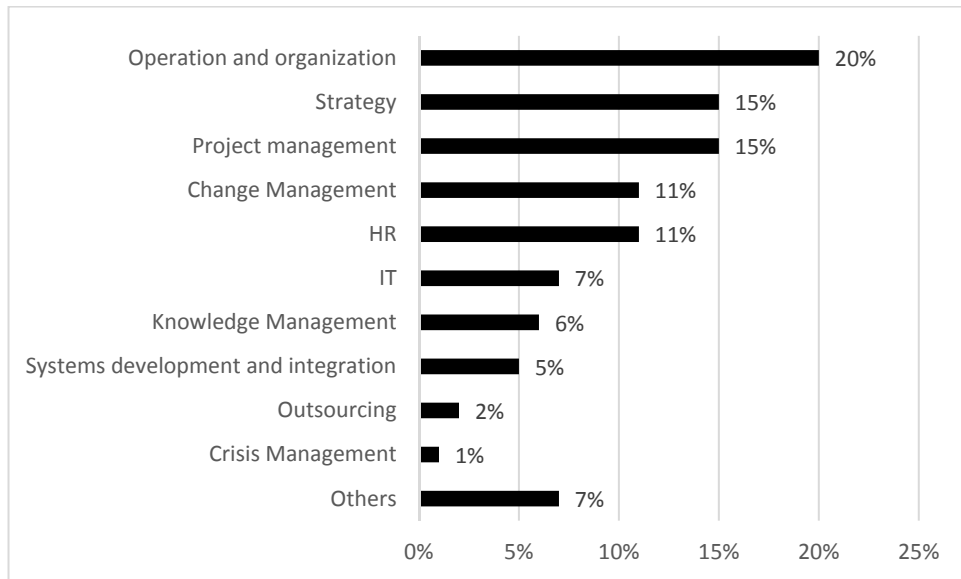 Operation and organization 20%
Strategy 15%
Project management 15%
Change Management 11%
HR 11%
IT 7%
Knowledge Management 6%
Systems development and integration 5%
Outsourcing 2%
Crisis Management 1%
Others 7%
0% 5% 10% 15% 20% 25%